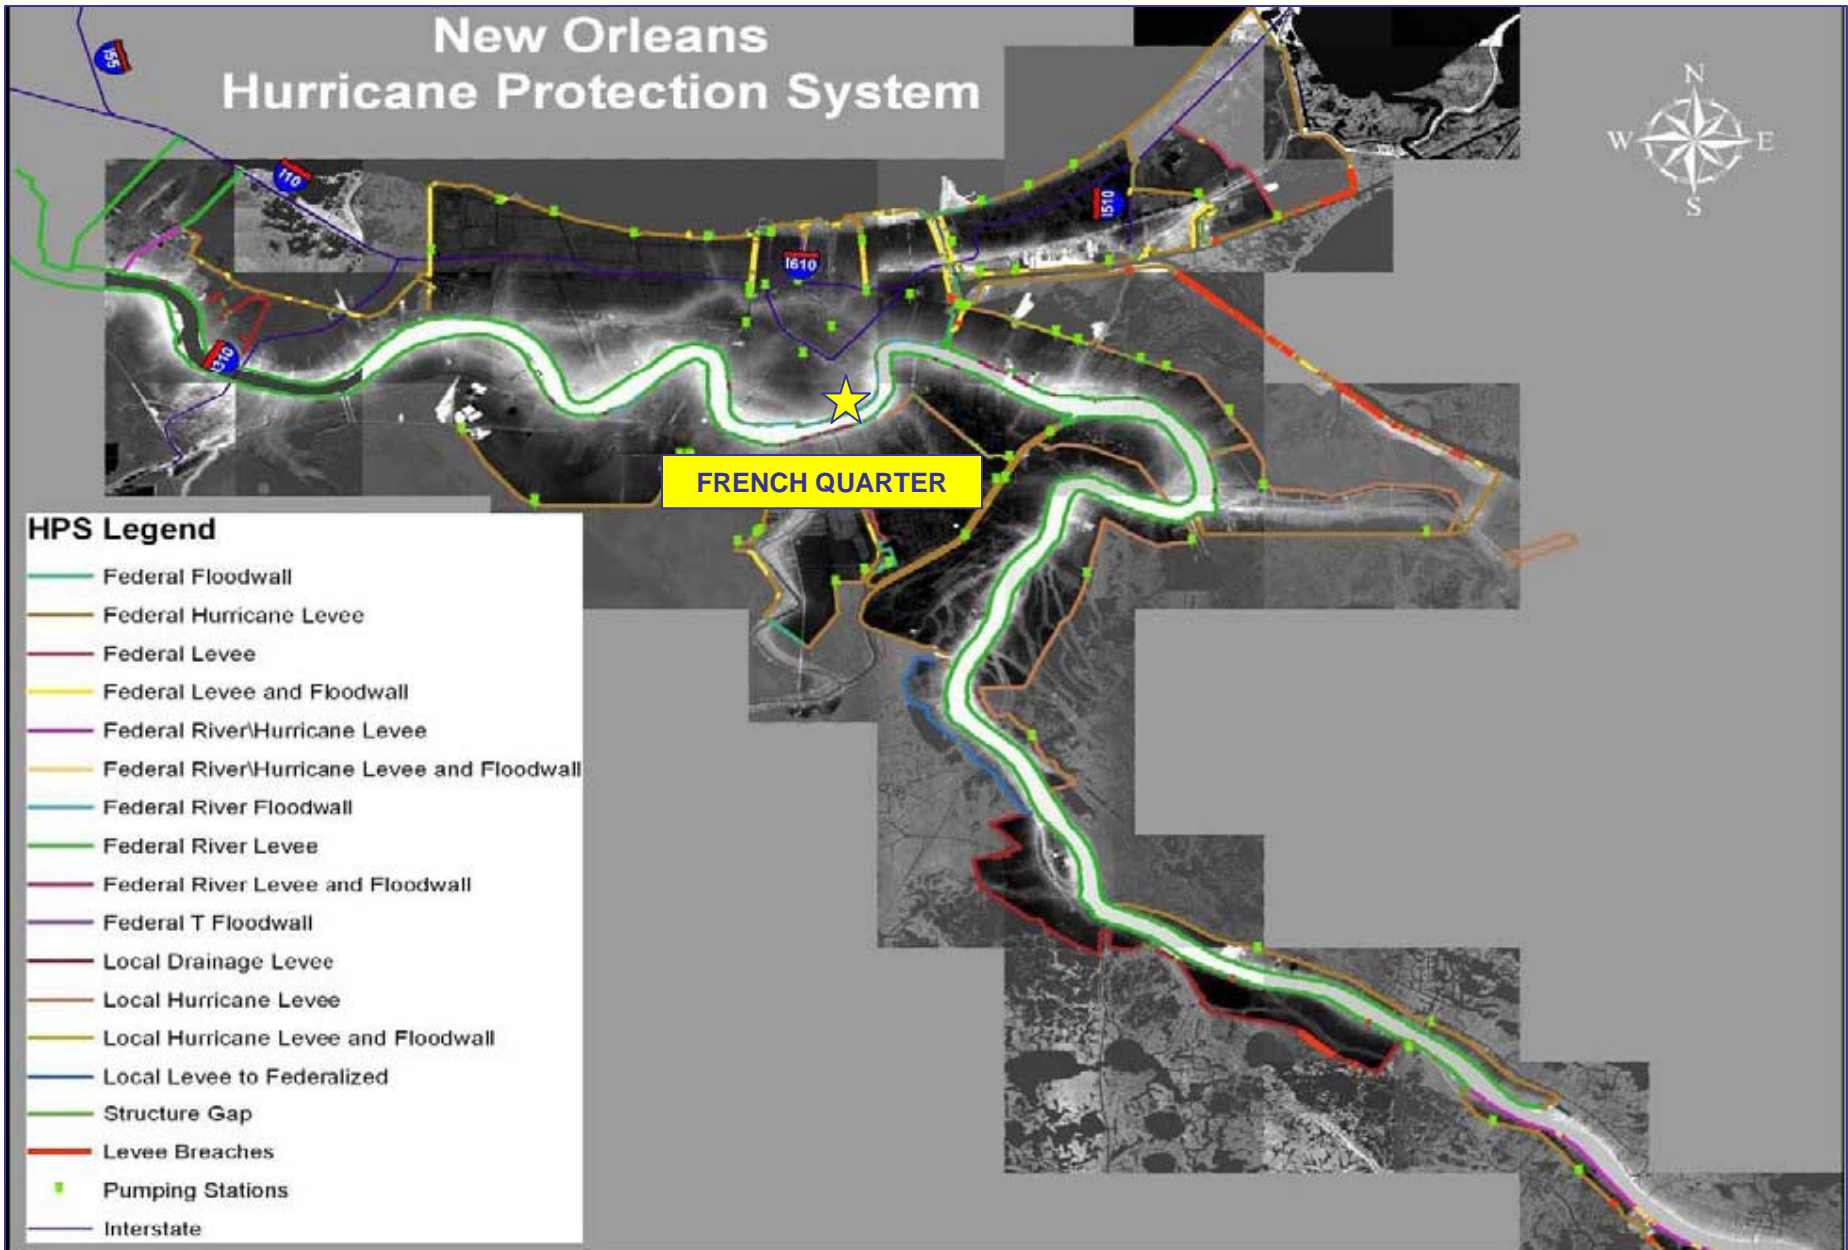 New Orleans
Hurricane Protection System
I55
N
W E
S
I10
I510
I610
I310
FRENCH QUARTER
HPS Legend
Federal Floodwall
Federal Hurricane Levee
Federal Levee
Federal Levee and Floodwall
Federal River\Hurricane Levee
Federal River\Hurricane Levee and Floodwall
Federal River Floodwall
Federal River Levee
Federal River Levee and Floodwall
Federal T Floodwall
Local Drainage Levee
Local Hurricane Levee
Local Hurricane Levee and Floodwall
Local Levee to Federalized
Structure Gap
Levee Breaches
Pumping Stations
Interstate